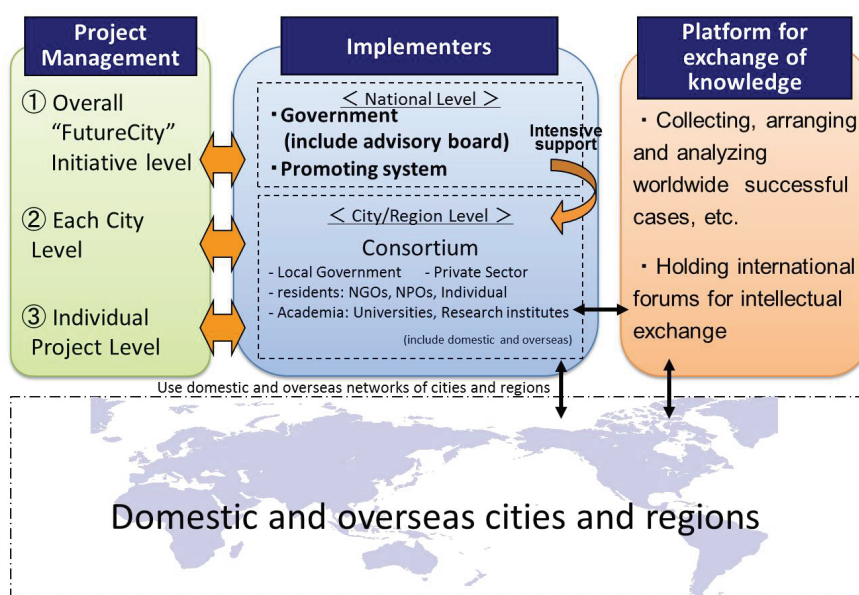 Project
Management
① Overall
“FutureCity”
Initiative level
② Each City
Level
③ Individual
Project Level
Implementers
＜ National Level ＞
・Government
(include advisory board)
・Promoting system
Intensive
support
＜ City/Region Level ＞
Consortium
- Local Government - Private Sector
- residents: NGOs, NPOs, Individual
- Academia: Universities, Research institutes
(include domestic and overseas)
Platform for
exchange of
knowledge
・Collecting, arranging
and analyzing
worldwide successful
cases, etc.
・Holding international
forums for intellectual
exchange
Use domestic and overseas networks of cities and regions
Domestic and overseas cities and regions